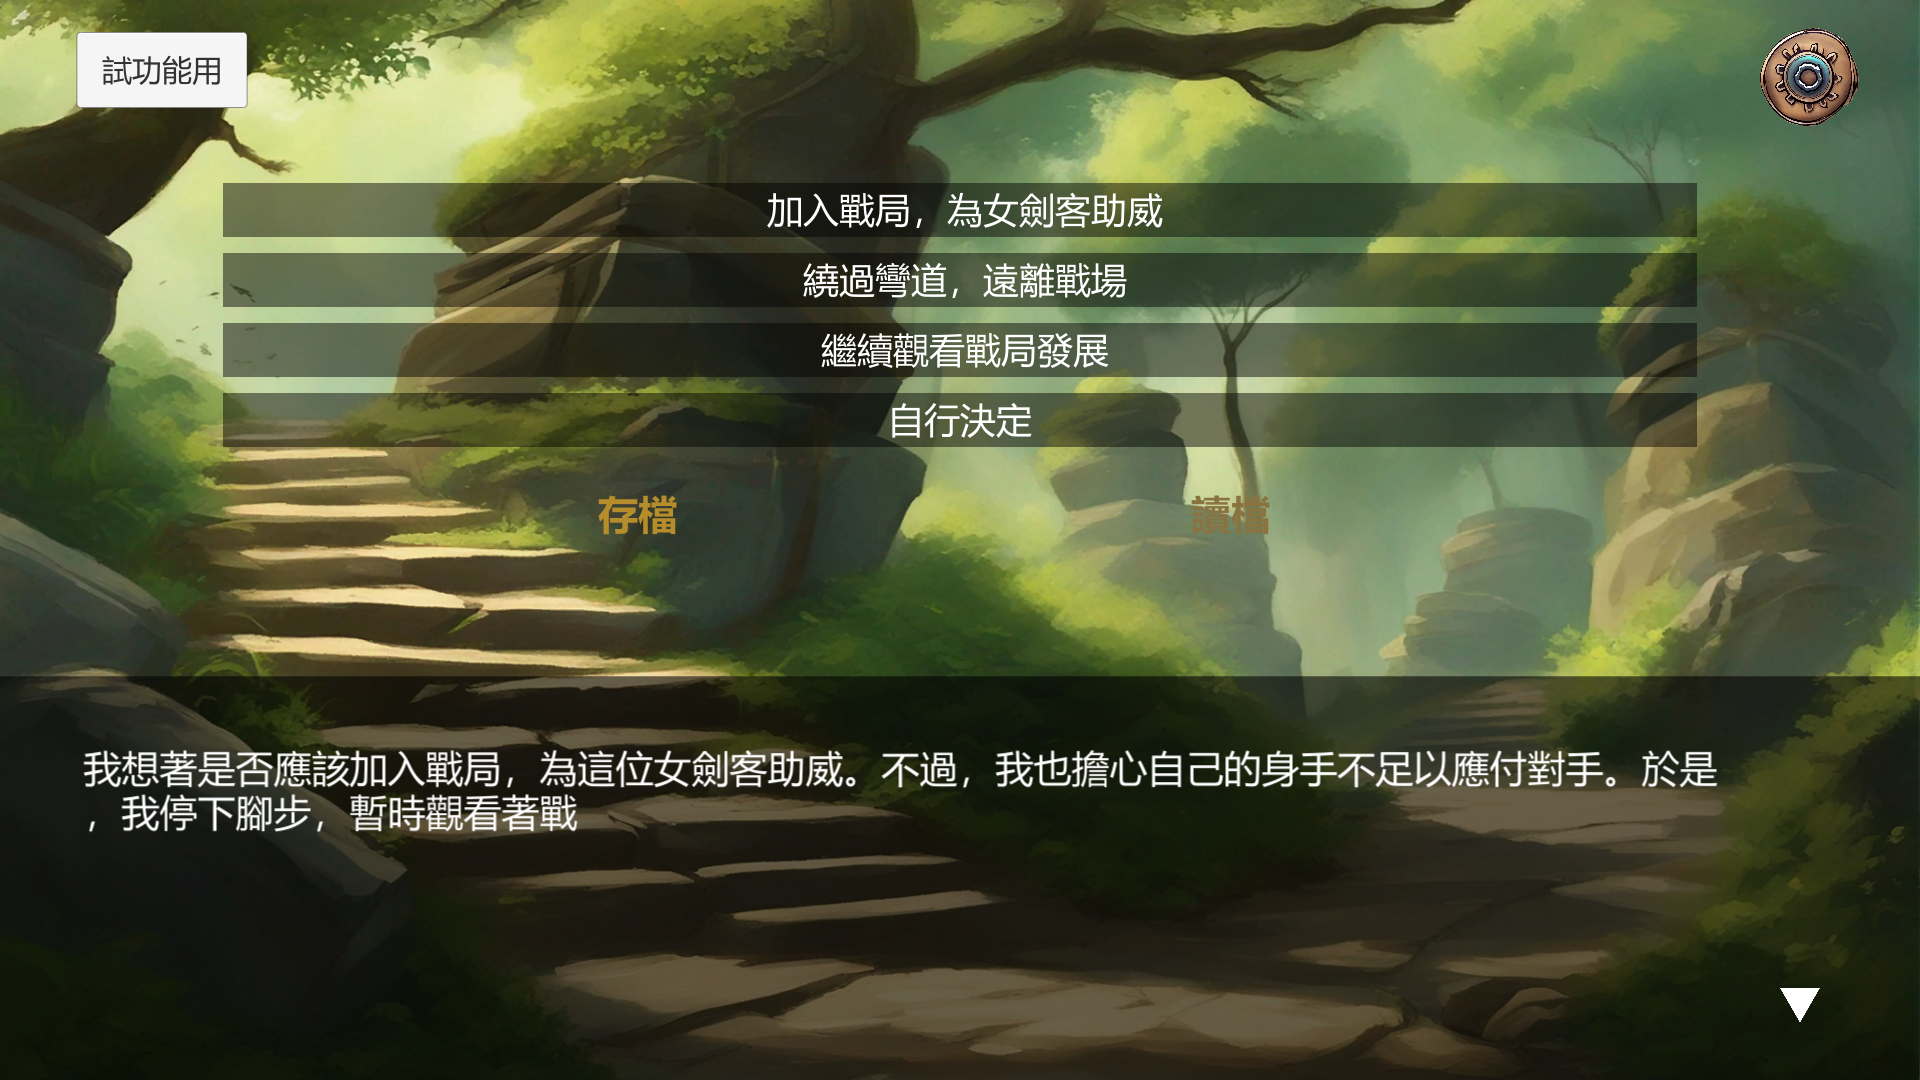 試功能用
加入戰局，為女劍客助威
繞過彎道，遠離戰場
繼續觀看戰局發展
自行決定
存檔
讀檔
我想著是否應該加入戰局，為這位女劍客助威。不過，我也擔心自己的身手不足以應付對手。於是
，我停下腳步，暫時觀看著戰